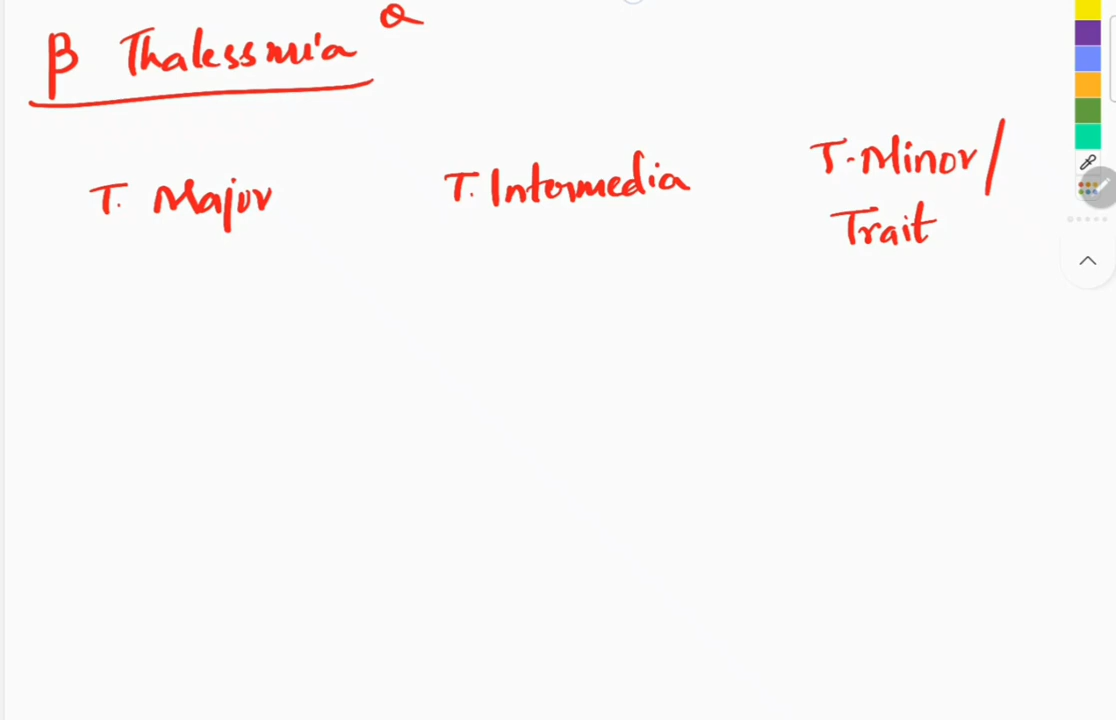 β Thalessmia
T. Major
T. Intermedia
T. Minor/
Trait